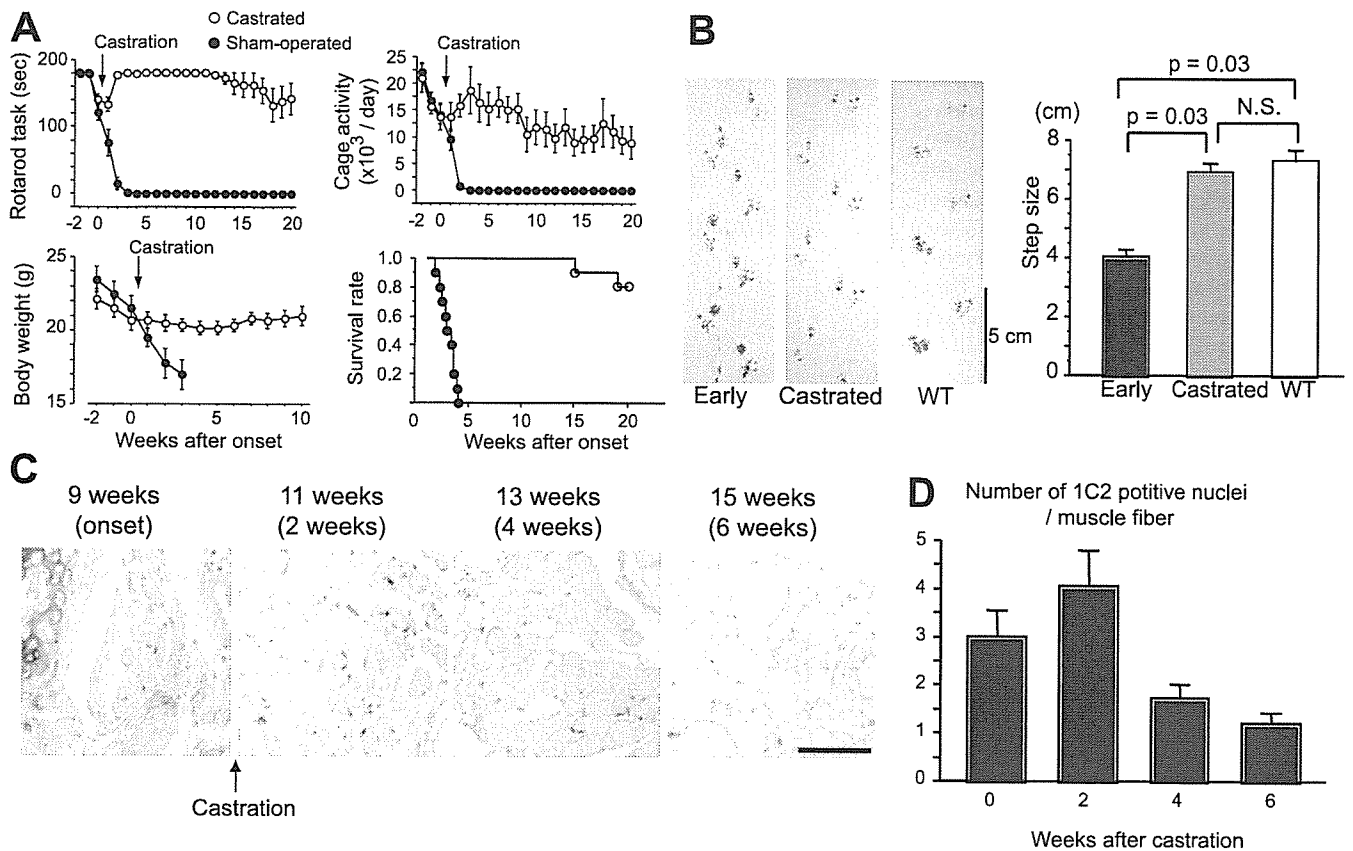 A
Castrated
Sham-operated
Castration
Rotarod task (sec)
200
100
0
-2 0 5 10 15 20
Castration
Cage activity
(x10³ / day)
25
20
15
10
5
0
-2 0 5 10 15 20
Castration
Body weight (g)
25
20
15
-2 0 5 10
Weeks after onset
Survival rate
1.0
0.8
0.6
0.4
0.2
0 5 10 15 20
Weeks after onset
B
Early
Castrated
WT
5 cm
p = 0.03
p = 0.03
N.S.
(cm)
Step size
8
6
4
2
0
Early
Castrated
WT
C
9 weeks
(onset)
11 weeks
(2 weeks)
13 weeks
(4 weeks)
15 weeks
(6 weeks)
Castration
D
Number of 1C2 potitive nuclei
/ muscle fiber
5
4
3
2
1
0
0 2 4 6
Weeks after castration